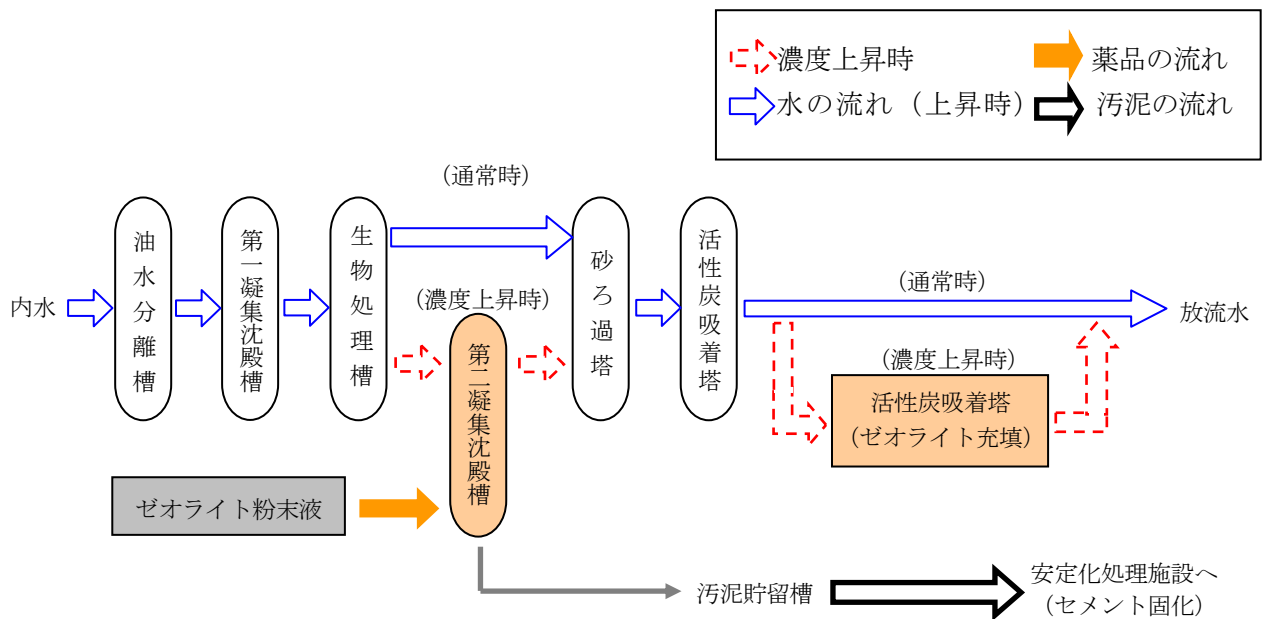 濃度上昇時
薬品の流れ
水の流れ（上昇時）
汚泥の流れ
（通常時）
内水
油水分離槽
第一凝集沈殿槽
生物処理槽
（濃度上昇時）
第二凝集沈殿槽
砂ろ過塔
活性炭吸着塔
（通常時）
放流水
（濃度上昇時）
活性炭吸着塔
（ゼオライト充填）
ゼオライト粉末液
汚泥貯留槽
安定化処理施設へ
（セメント固化）